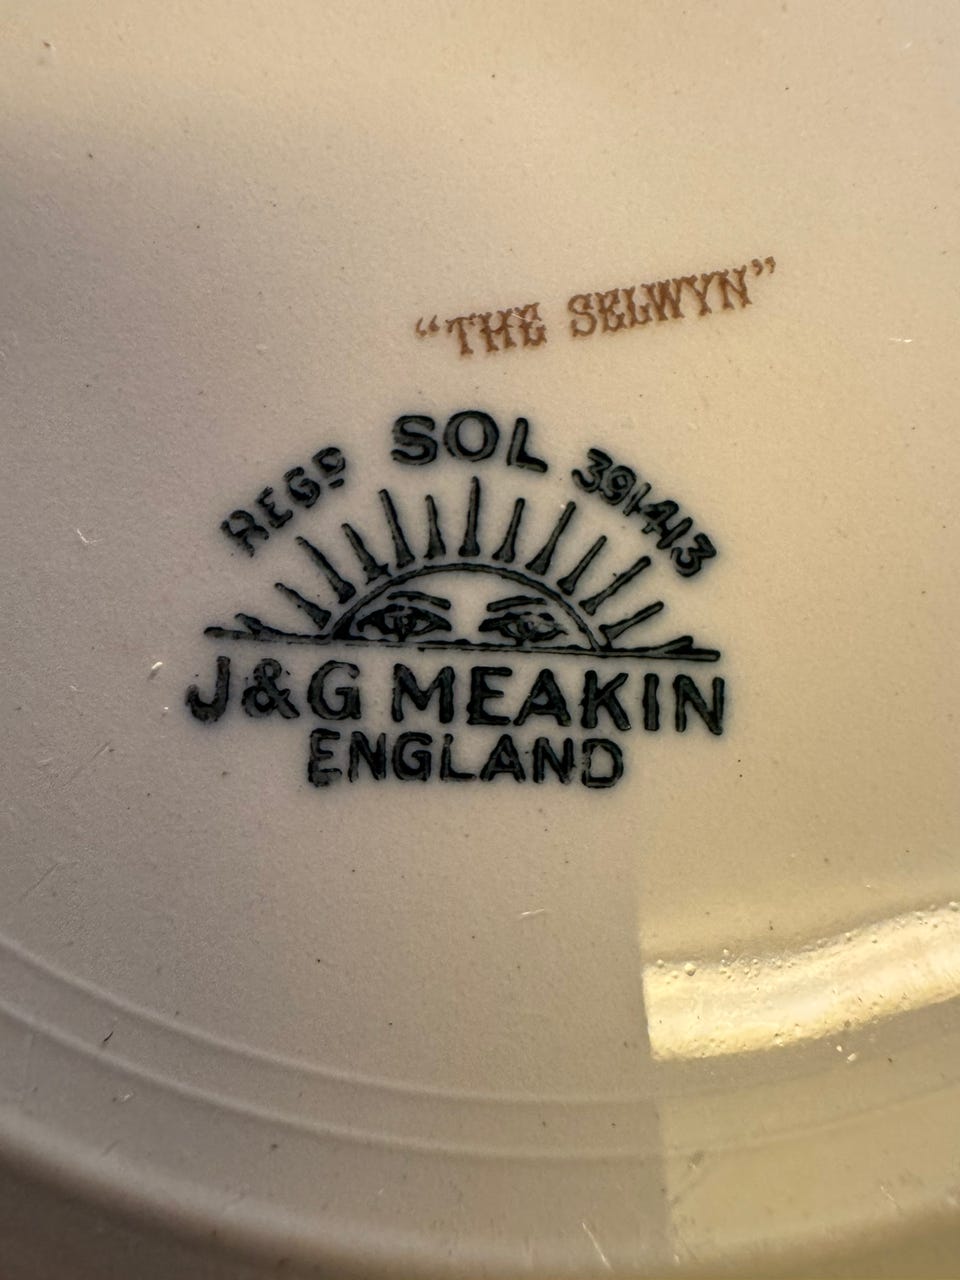 “THE SELWYN”
REGD SOL 391413
J&G MEAKIN
ENGLAND